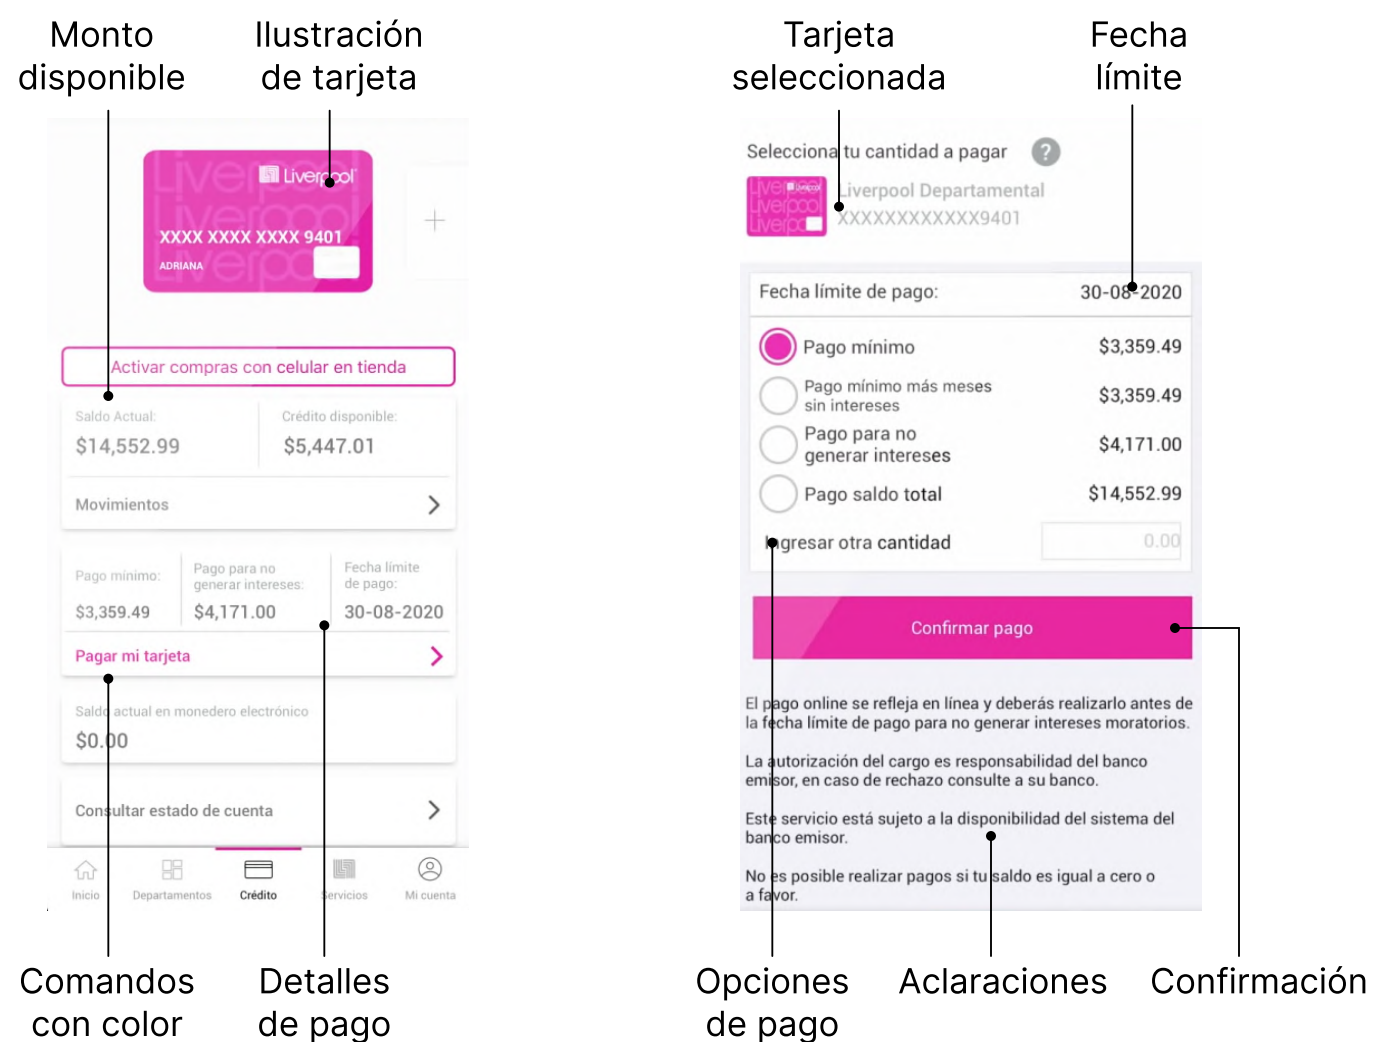 Monto
disponible
Ilustración
de tarjeta
Liverpool
Liverpool
Liverpool
Liverpool
XXXX XXXX XXXX 9401
ADRIANA
+
Activar compras con celular en tienda
Saldo Actual:
$14,552.99
Crédito disponible:
$5,447.01
Movimientos
Pago mínimo:
$3,359.49
Pago para no
generar intereses:
$4,171.00
Fecha límite
de pago:
30-08-2020
Pagar mi tarjeta
Saldo actual en monedero electrónico
$0.00
Consultar estado de cuenta
Inicio
Departamentos
Crédito
Servicios
Mi cuenta
Comandos
con color
Detalles
de pago
Tarjeta
seleccionada
Fecha
límite
Selecciona tu cantidad a pagar
?
Liverpool
Liverpool
Liverpool
Liverpool
Liverpool Departamental
XXXXXXXXXXXX9401
Fecha límite de pago:
30-08-2020
Pago mínimo
$3,359.49
Pago mínimo más meses
sin intereses
$3,359.49
Pago para no
generar intereses
$4,171.00
Pago saldo total
$14,552.99
Ingresar otra cantidad
0.00
Confirmar pago
El pago online se refleja en línea y deberás realizarlo antes de
la fecha límite de pago para no generar intereses moratorios.
La autorización del cargo es responsabilidad del banco
emisor, en caso de rechazo consulte a su banco.
Este servicio está sujeto a la disponibilidad del sistema del
banco emisor.
No es posible realizar pagos si tu saldo es igual a cero o
a favor.
Opciones
de pago
Aclaraciones
Confirmación